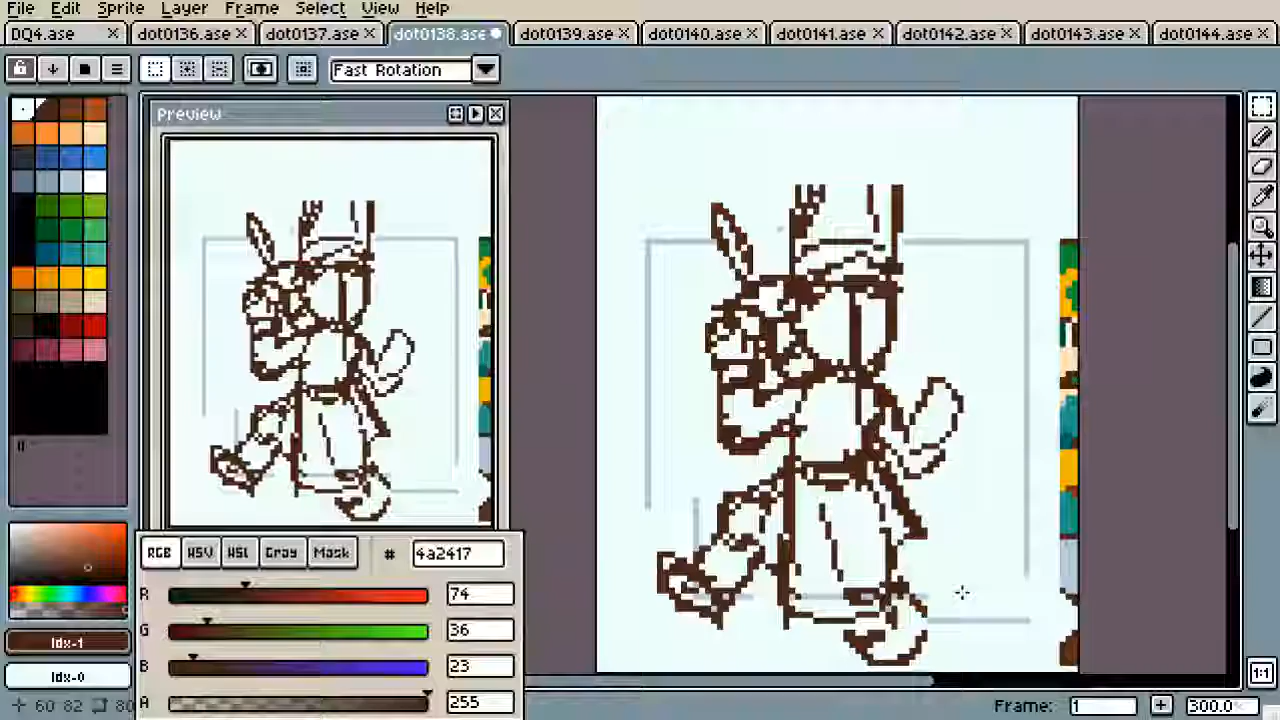 File Edit Sprite Layer Frame Select View Help
DQ4.ase dot0136.ase dot0137.ase dot0138.ase dot0139.ase dot0140.ase dot0141.ase dot0142.ase dot0143.ase dot0144.ase
Fast Rotation
Preview
RGB HSV HSL Gray Mask # 4a2417
R 74
G 36
B 23
A 255
Idx-1
Idx-0
60 82 80
Frame: 1 300.0
1:1